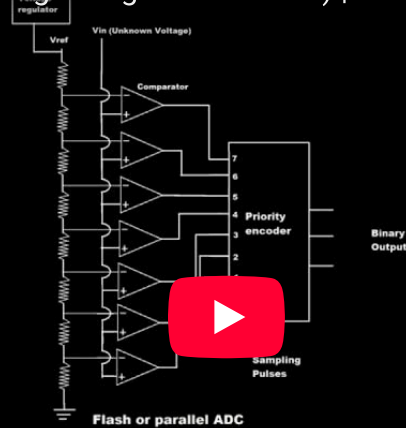 regulator
Vref
Vin (Unknown Voltage)
Comparator
-
+
-
+
-
+
-
+
-
+
-
+
-
+
7
6
5
4
3
2
Priority
encoder
Binary
Output
Sampling
Pulses
Flash or parallel ADC